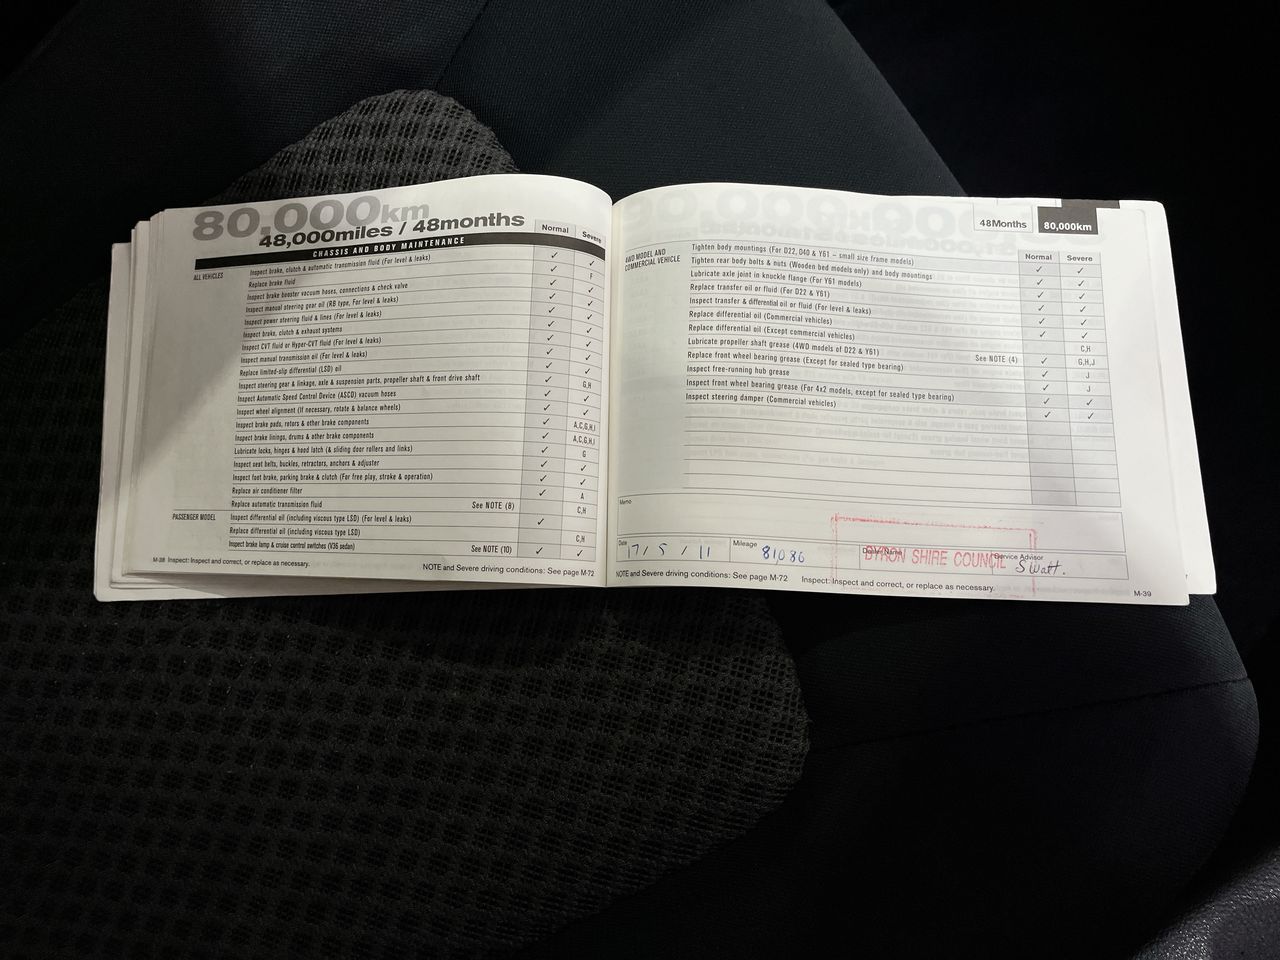 80,000km
48,000miles / 48months
Normal
Severe
CHASSIS AND BODY MAINTENANCE
ALL VEHICLES
Inspect brake, clutch & automatic transmission fluid (For level & leaks) ✓ ✓
Replace brake fluid ✓ F
Inspect brake booster vacuum hoses, connections & check valve ✓ ✓
Inspect manual steering gear oil (RB type, For level & leaks) ✓ ✓
Inspect power steering fluid & lines (For level & leaks) ✓ ✓
Inspect brake, clutch & exhaust systems ✓ ✓
Inspect CVT fluid or Hyper-CVT fluid (For level & leaks) ✓ ✓
Inspect manual transmission oil (For level & leaks) ✓ ✓
Replace limited-slip differential (LSD) oil ✓ ✓
Inspect steering gear & linkage, axle & suspension parts, propeller shaft & front drive shaft ✓ G,H
Inspect Automatic Speed Control Device (ASCD) vacuum hoses ✓ ✓
Inspect wheel alignment (If necessary, rotate & balance wheels) ✓ ✓
Inspect brake pads, rotors & other brake components ✓ A,C,G,H,I
Inspect brake linings, drums & other brake components ✓ A,C,G,H,I
Lubricate locks, hinges & hood latch (& sliding door rollers and links) ✓ G
Inspect seat belts, buckles, retractors, anchors & adjuster ✓ ✓
Inspect foot brake, parking brake & clutch (For free play, stroke & operation) ✓ ✓
Replace air conditioner filter ✓ A
Replace automatic transmission fluid See NOTE (8) C,H
PASSENGER MODEL
Inspect differential oil (including viscous type LSD) (For level & leaks) ✓
Replace differential oil (including viscous type LSD) C,H
Inspect brake lamp & cruise control switches (V36 sedan) See NOTE (10) ✓ ✓
M-38 Inspect: Inspect and correct, or replace as necessary.
NOTE and Severe driving conditions: See page M-72
48Months
80,000km
Normal
Severe
4WD MODEL AND
COMMERCIAL VEHICLE
Tighten body mountings (For D22, D40 & Y61 – small size frame models) ✓ ✓
Tighten rear body bolts & nuts (Wooden bed models only) and body mountings ✓ ✓
Lubricate axle joint in knuckle flange (For Y61 models) ✓ ✓
Replace transfer oil or fluid (For D22 & Y61) ✓ ✓
Inspect transfer & differential oil or fluid (For level & leaks) ✓ ✓
Replace differential oil (Commercial vehicles) ✓ ✓
Replace differential oil (Except commercial vehicles) C,H
Lubricate propeller shaft grease (4WD models of D22 & Y61) See NOTE (4) ✓ G,H,J
Replace front wheel bearing grease (Except for sealed type bearing) ✓ J
Inspect free-running hub grease ✓ J
Inspect front wheel bearing grease (For 4x2 models, except for sealed type bearing) ✓ ✓
Inspect steering damper (Commercial vehicles) ✓ ✓
Memo
Date 17 / 5 / 11
Mileage 81086
Dealer Name
BYRON SHIRE COUNCIL
Service Advisor
S Watt.
NOTE and Severe driving conditions: See page M-72
Inspect: Inspect and correct, or replace as necessary.
M-39